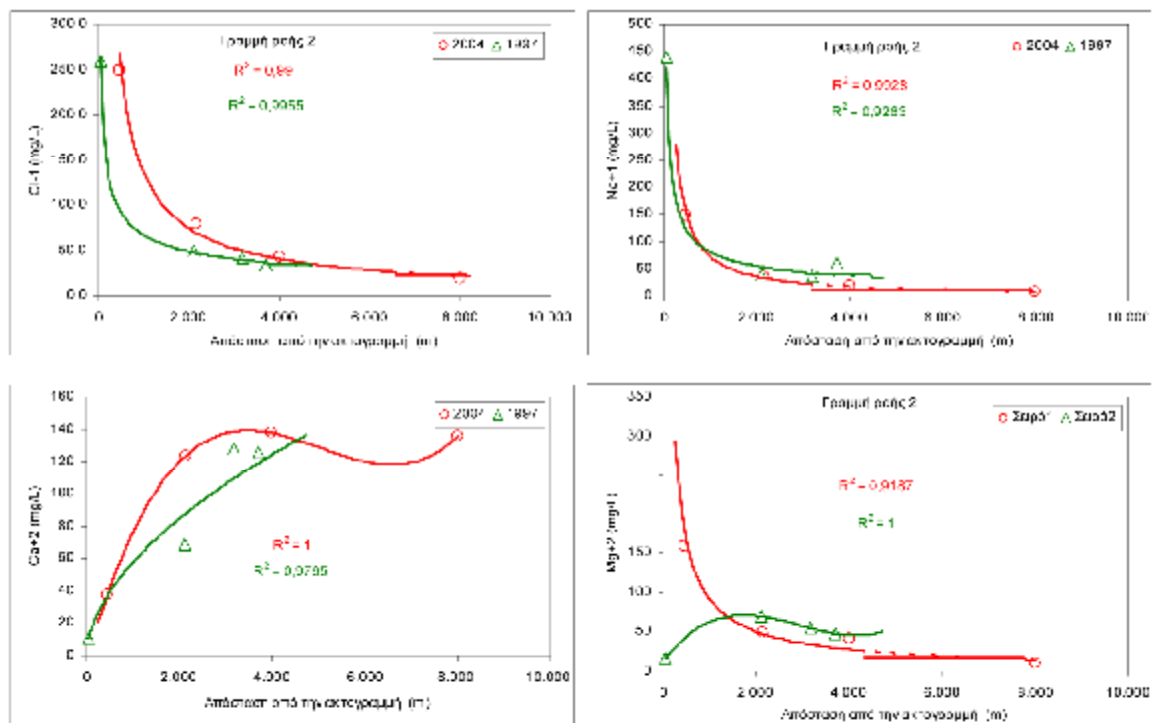 300.0
250.0
200.0
150.0
100.0
50.0
0.0
Cl-1 (mg/L)
Γραμμή ροής 2
2004 1997
R² = 0,99
R² = 0,9955
0 2.000 4.000 6.000 8.000 10.000
Απόσταση από την ακτογραμμή (m)
500
450
400
350
300
250
200
150
100
50
0
Na+1 (mg/L)
Γραμμή ροής 2
2004 1997
R² = 0,9928
R² = 0,9283
0 2.000 4.000 6.000 8.000 10.000
Απόσταση από την ακτογραμμή (m)
160
140
120
100
80
60
40
20
0
Ca+2 (mg/L)
2004 1997
R² = 1
R² = 0,9795
0 2.000 4.000 6.000 8.000 10.000
Απόσταση από την ακτογραμμή (m)
350
300
150
100
50
0
Mg+2 (mg/L)
Γραμμή ροής 2
Σειρά1 Σειρά2
R² = 0,9187
R² = 1
0 2.000 4.000 6.000 8.000 10.000
Απόσταση από την ακτογραμμή (m)